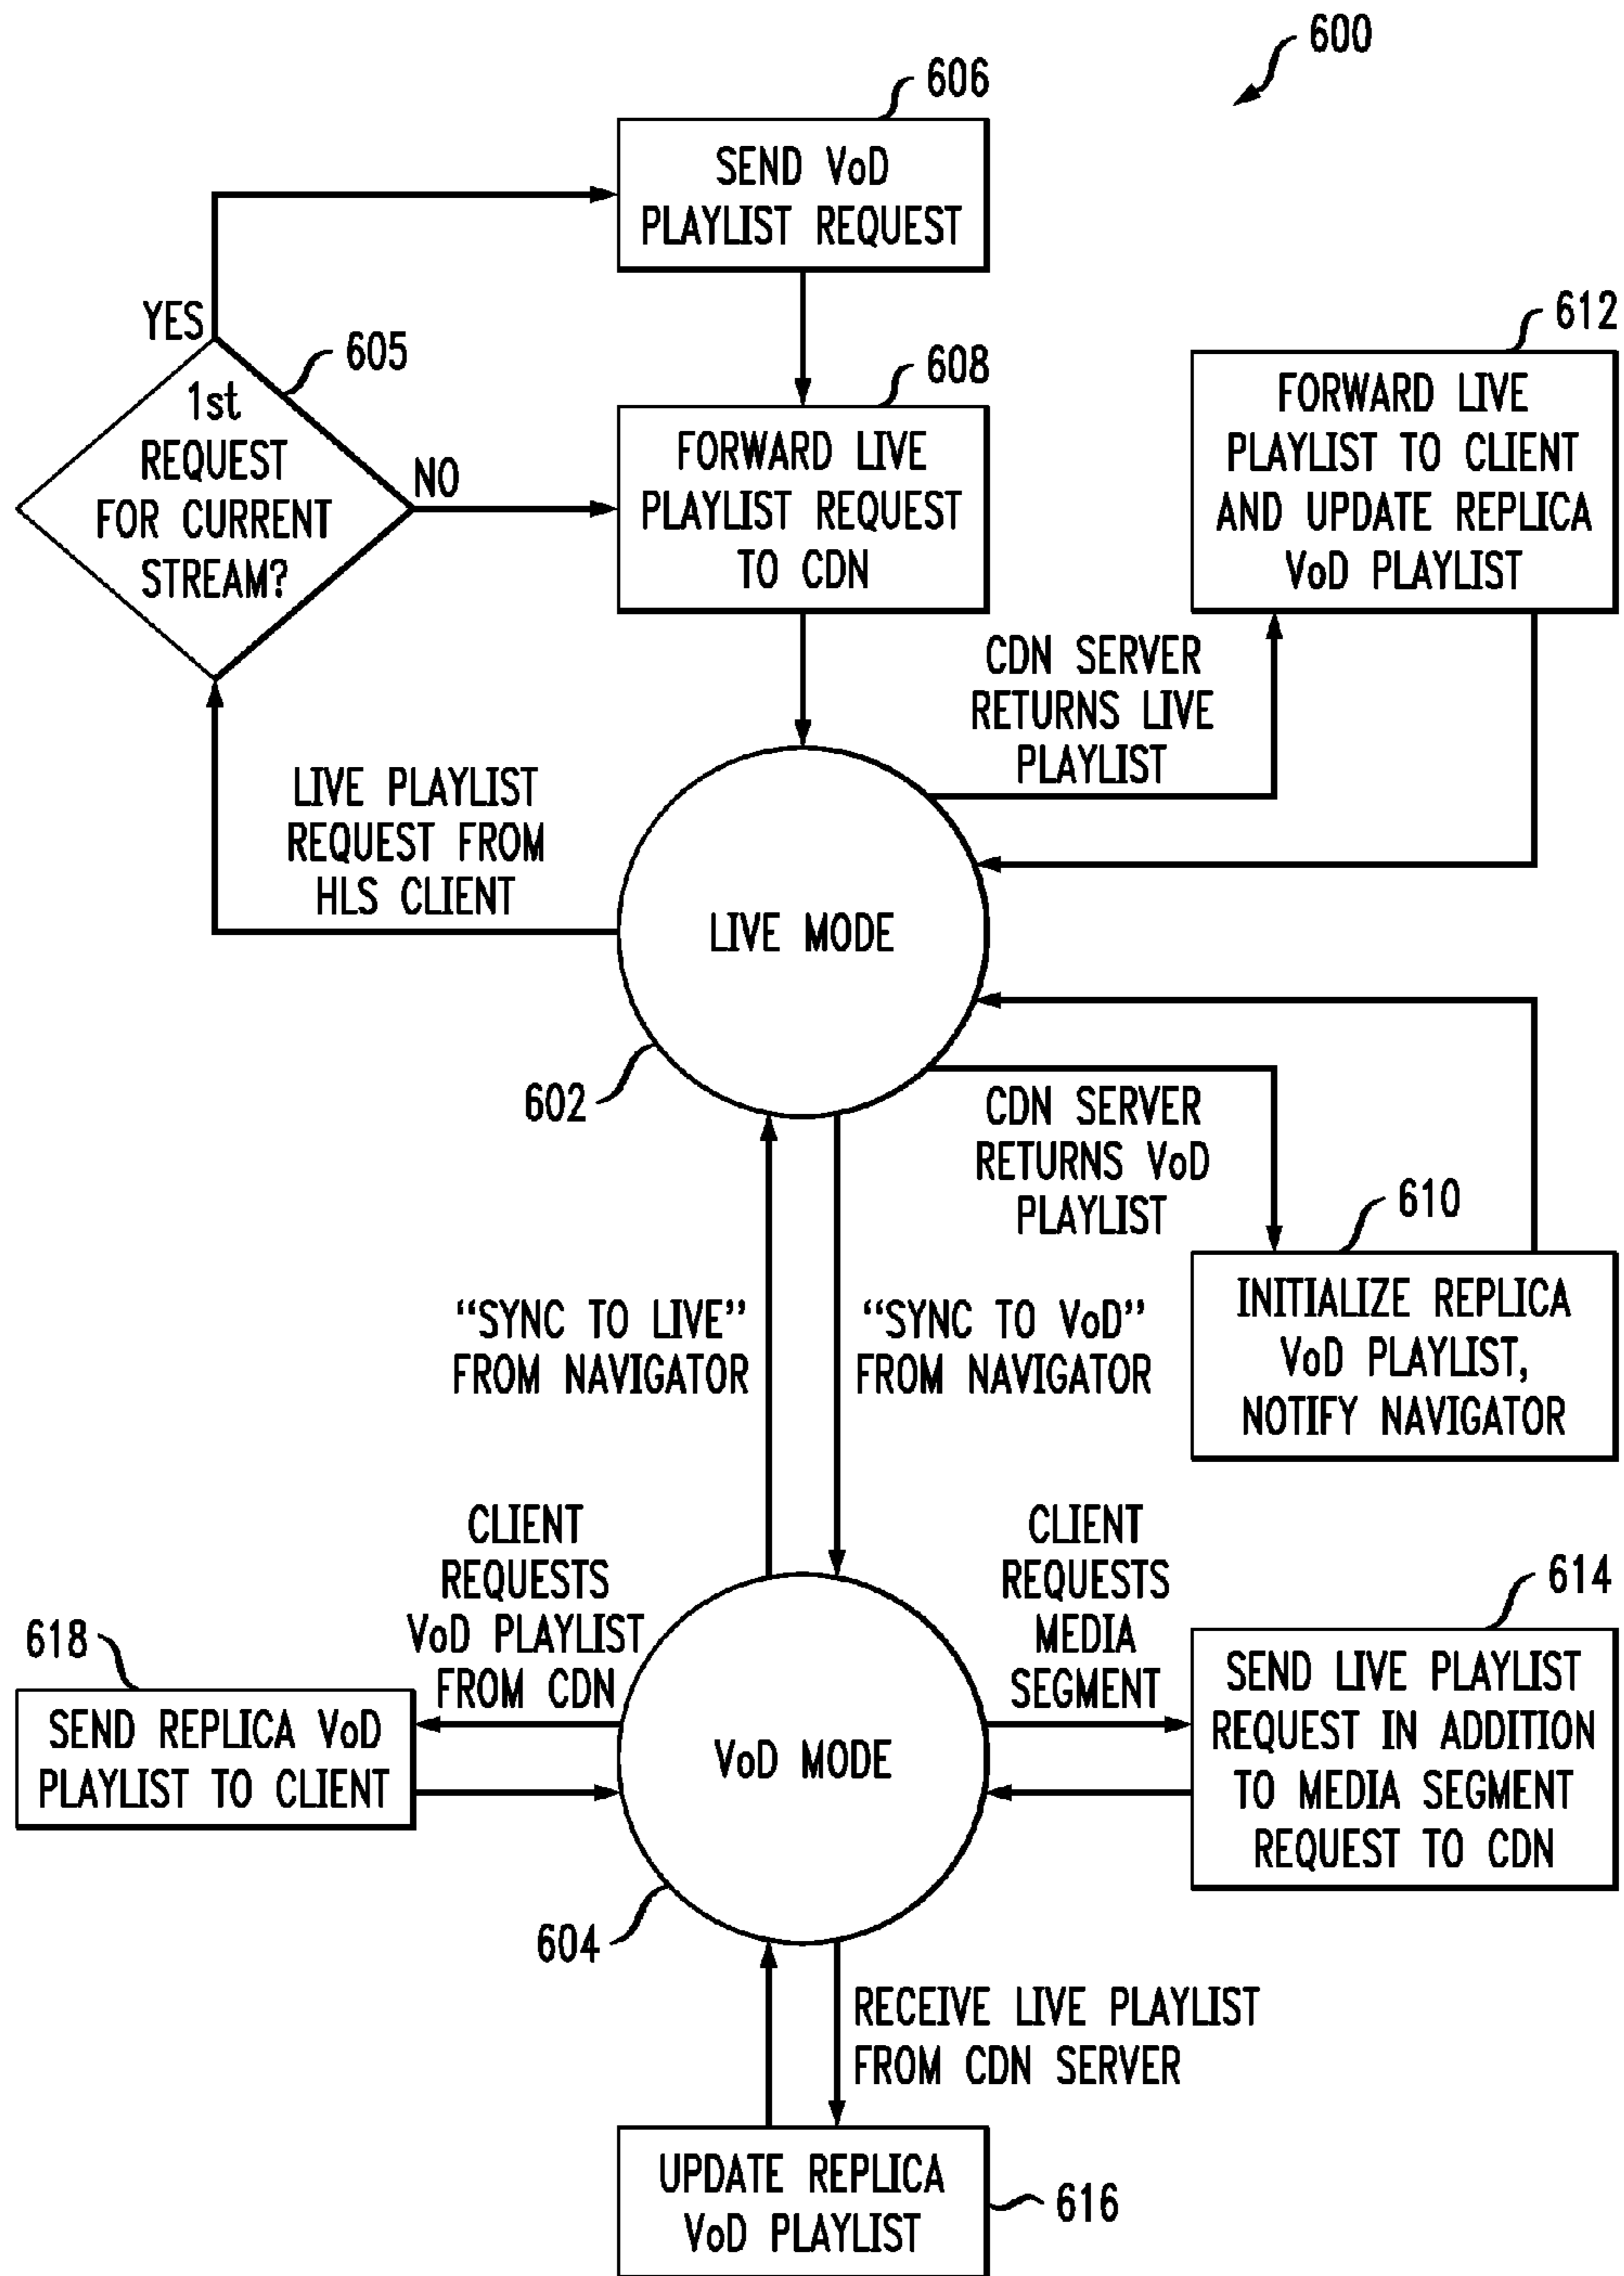 600
606
SEND VoD
PLAYLIST REQUEST
YES
605
1st
REQUEST
FOR CURRENT
STREAM?
NO
608
FORWARD LIVE
PLAYLIST REQUEST
TO CDN
612
FORWARD LIVE
PLAYLIST TO CLIENT
AND UPDATE REPLICA
VoD PLAYLIST
CDN SERVER
RETURNS LIVE
PLAYLIST
LIVE PLAYLIST
REQUEST FROM
HLS CLIENT
LIVE MODE
602
CDN SERVER
RETURNS VoD
PLAYLIST
610
INITIALIZE REPLICA
VoD PLAYLIST,
NOTIFY NAVIGATOR
“SYNC TO LIVE”
FROM NAVIGATOR
“SYNC TO VoD”
FROM NAVIGATOR
CLIENT
REQUESTS
VoD PLAYLIST
FROM CDN
CLIENT
REQUESTS
MEDIA
SEGMENT
618
SEND REPLICA VoD
PLAYLIST TO CLIENT
VoD MODE
614
SEND LIVE PLAYLIST
REQUEST IN ADDITION
TO MEDIA SEGMENT
REQUEST TO CDN
604
RECEIVE LIVE PLAYLIST
FROM CDN SERVER
UPDATE REPLICA
VoD PLAYLIST
616